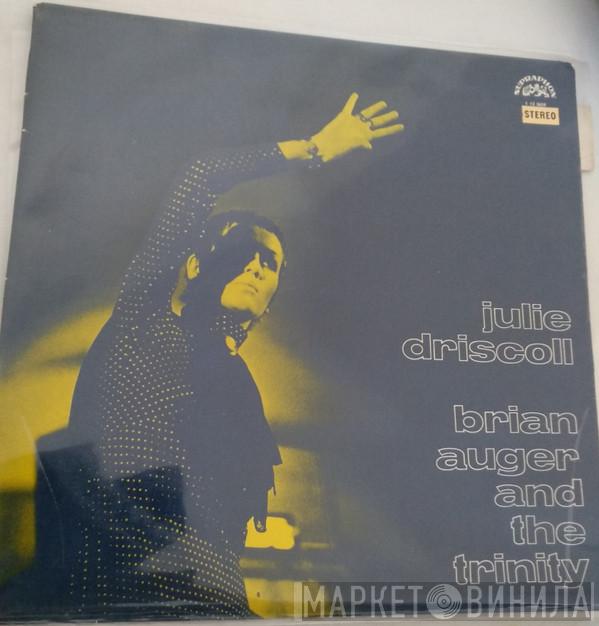 SUPRAPHON
STEREO
julie
driscoll
brian
auger
and
the
trinity
МАРКЕТ ВИНИЛА